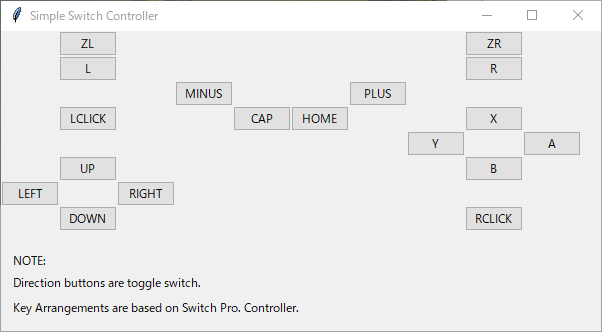 Simple Switch Controller
ZL ZR
L R
MINUS PLUS
LCLICK CAP HOME X
Y A
UP B
LEFT RIGHT
DOWN RCLICK
NOTE:
Direction buttons are toggle switch.
Key Arrangements are based on Switch Pro. Controller.